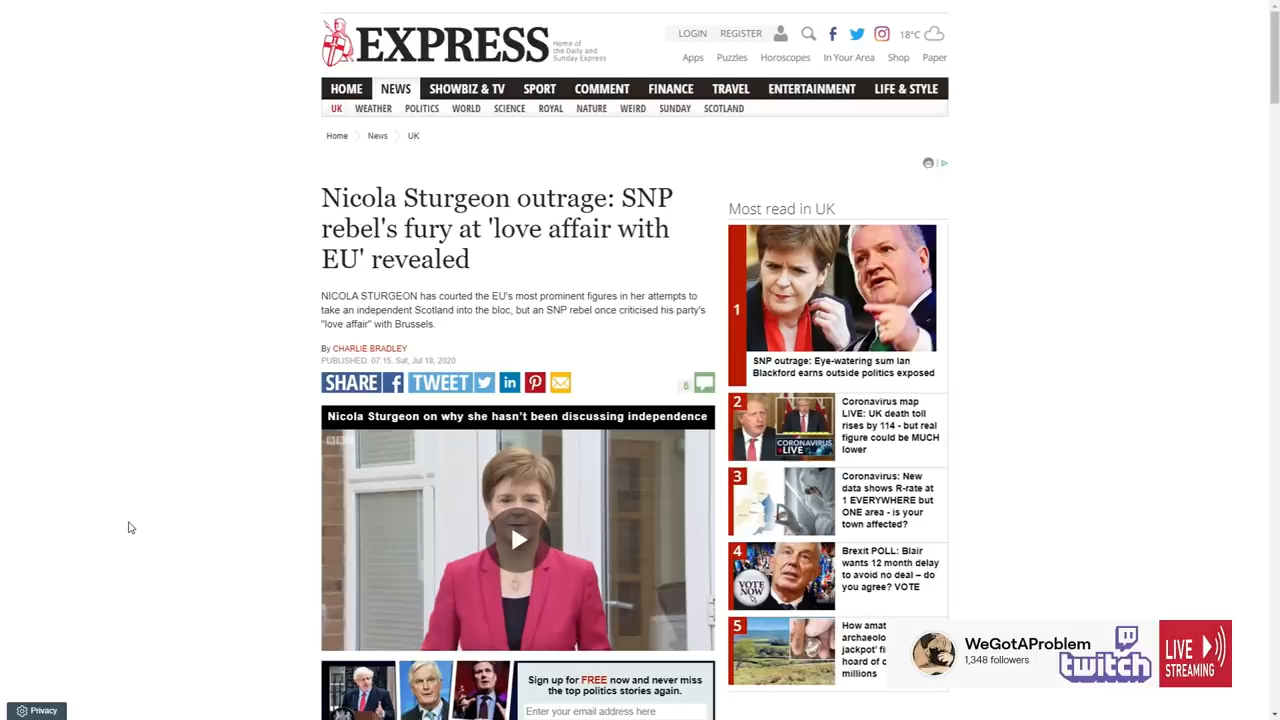 EXPRESS
Home of
the Daily and
Sunday Express
LOGIN REGISTER
18°C
Apps Puzzles Horoscopes In Your Area Shop Paper
HOME NEWS SHOWBIZ & TV SPORT COMMENT FINANCE TRAVEL ENTERTAINMENT LIFE & STYLE
UK WEATHER POLITICS WORLD SCIENCE ROYAL NATURE WEIRD SUNDAY SCOTLAND
Home News UK
Nicola Sturgeon outrage: SNP
rebel's fury at 'love affair with
EU' revealed
NICOLA STURGEON has courted the EU's most prominent figures in her attempts to
take an independent Scotland into the bloc, but an SNP rebel once criticised his party's
"love affair" with Brussels.
By CHARLIE BRADLEY
PUBLISHED: 07:15, Sat, Jul 18, 2020
SHARE TWEET
5
Nicola Sturgeon on why she hasn't been discussing independence
BBC
Sign up for FREE now and never miss
the top politics stories again.
Enter your email address here
Most read in UK
1
SNP outrage: Eye-watering sum Ian
Blackford earns outside politics exposed
2
CORONAVIRUS
LIVE
Coronavirus map
LIVE: UK death toll
rises by 114 - but real
figure could be MUCH
lower
3
Coronavirus: New
data shows R-rate at
1 EVERYWHERE but
ONE area - is your
town affected?
4
VOTE
NOW
Brexit POLL: Blair
wants 12 month delay
to avoid no deal – do
you agree? VOTE
5
How amat
archaeolo
jackpot' fi
hoard of c
millions
WeGotAProblem
1,348 followers
twitch
LIVE
STREAMING
Privacy